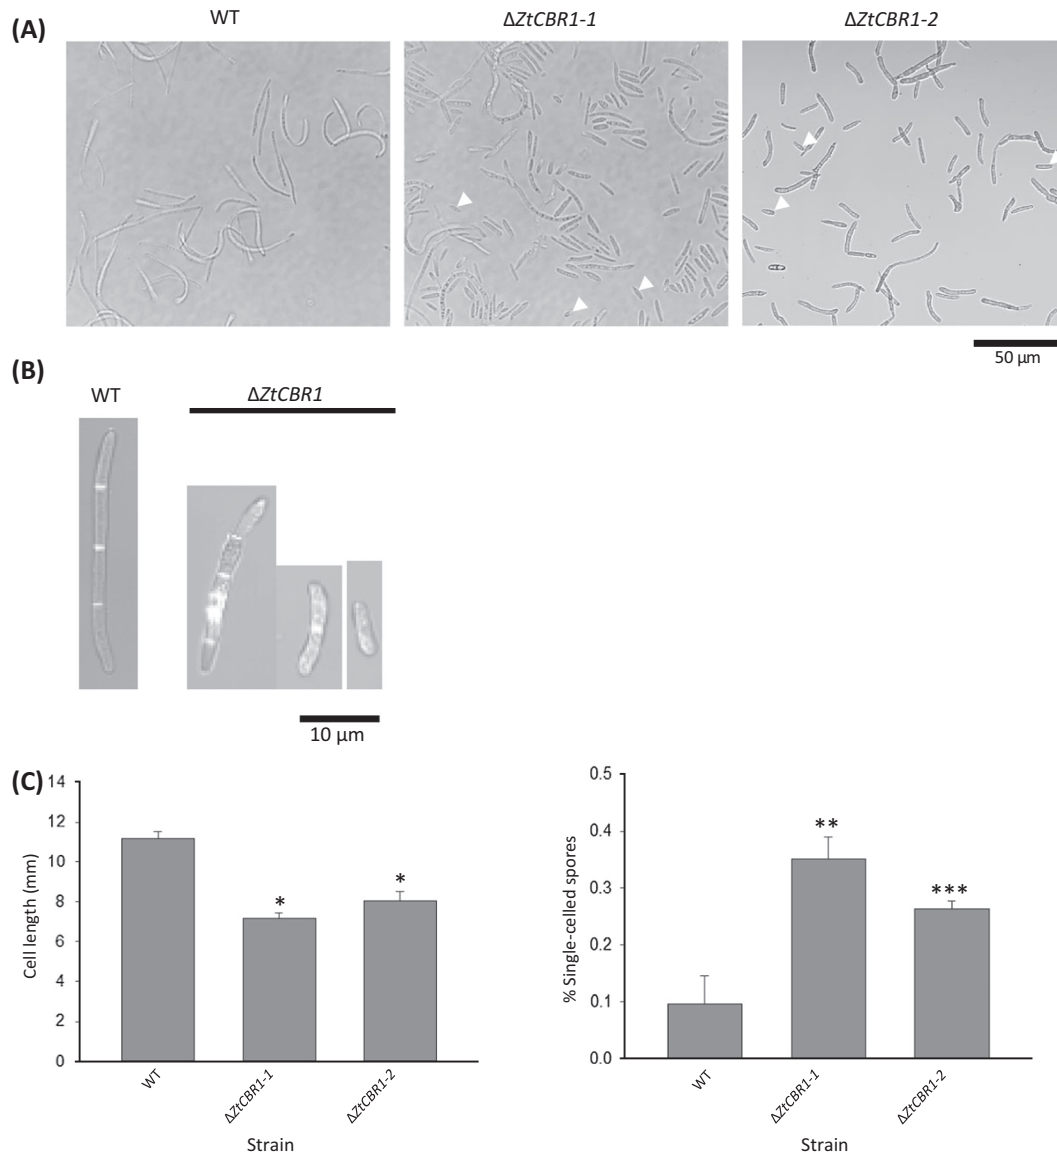 (A)
WT
ΔZtCBR1-1
ΔZtCBR1-2
50 µm
(B)
WT
ΔZtCBR1
10 µm
(C)
14
12
10
8
6
4
2
0
Cell length (mm)
*
*
WT
ΔZtCBR1-1
ΔZtCBR1-2
Strain
0.5
0.4
0.3
0.2
0.1
0.0
% Single-celled spores
**
***
WT
ΔZtCBR1-1
ΔZtCBR1-2
Strain